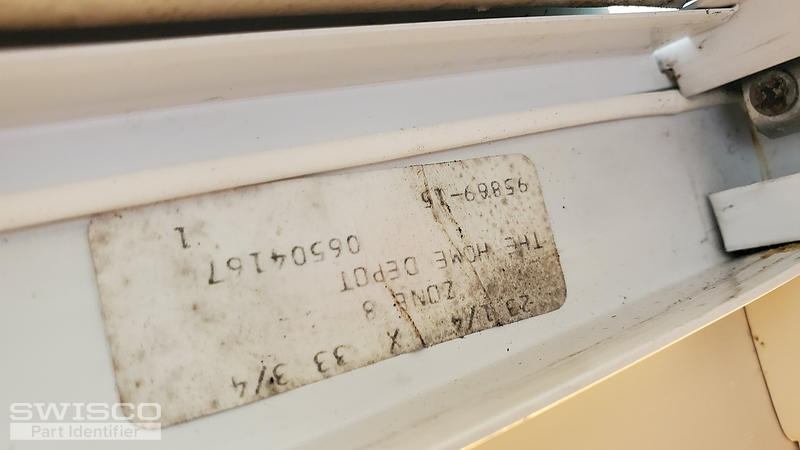 95889-15
THE HOME DEPOT
06504167
1
ZONE 8
23 1/4 X 33 3/4
SWISCO
Part Identifier